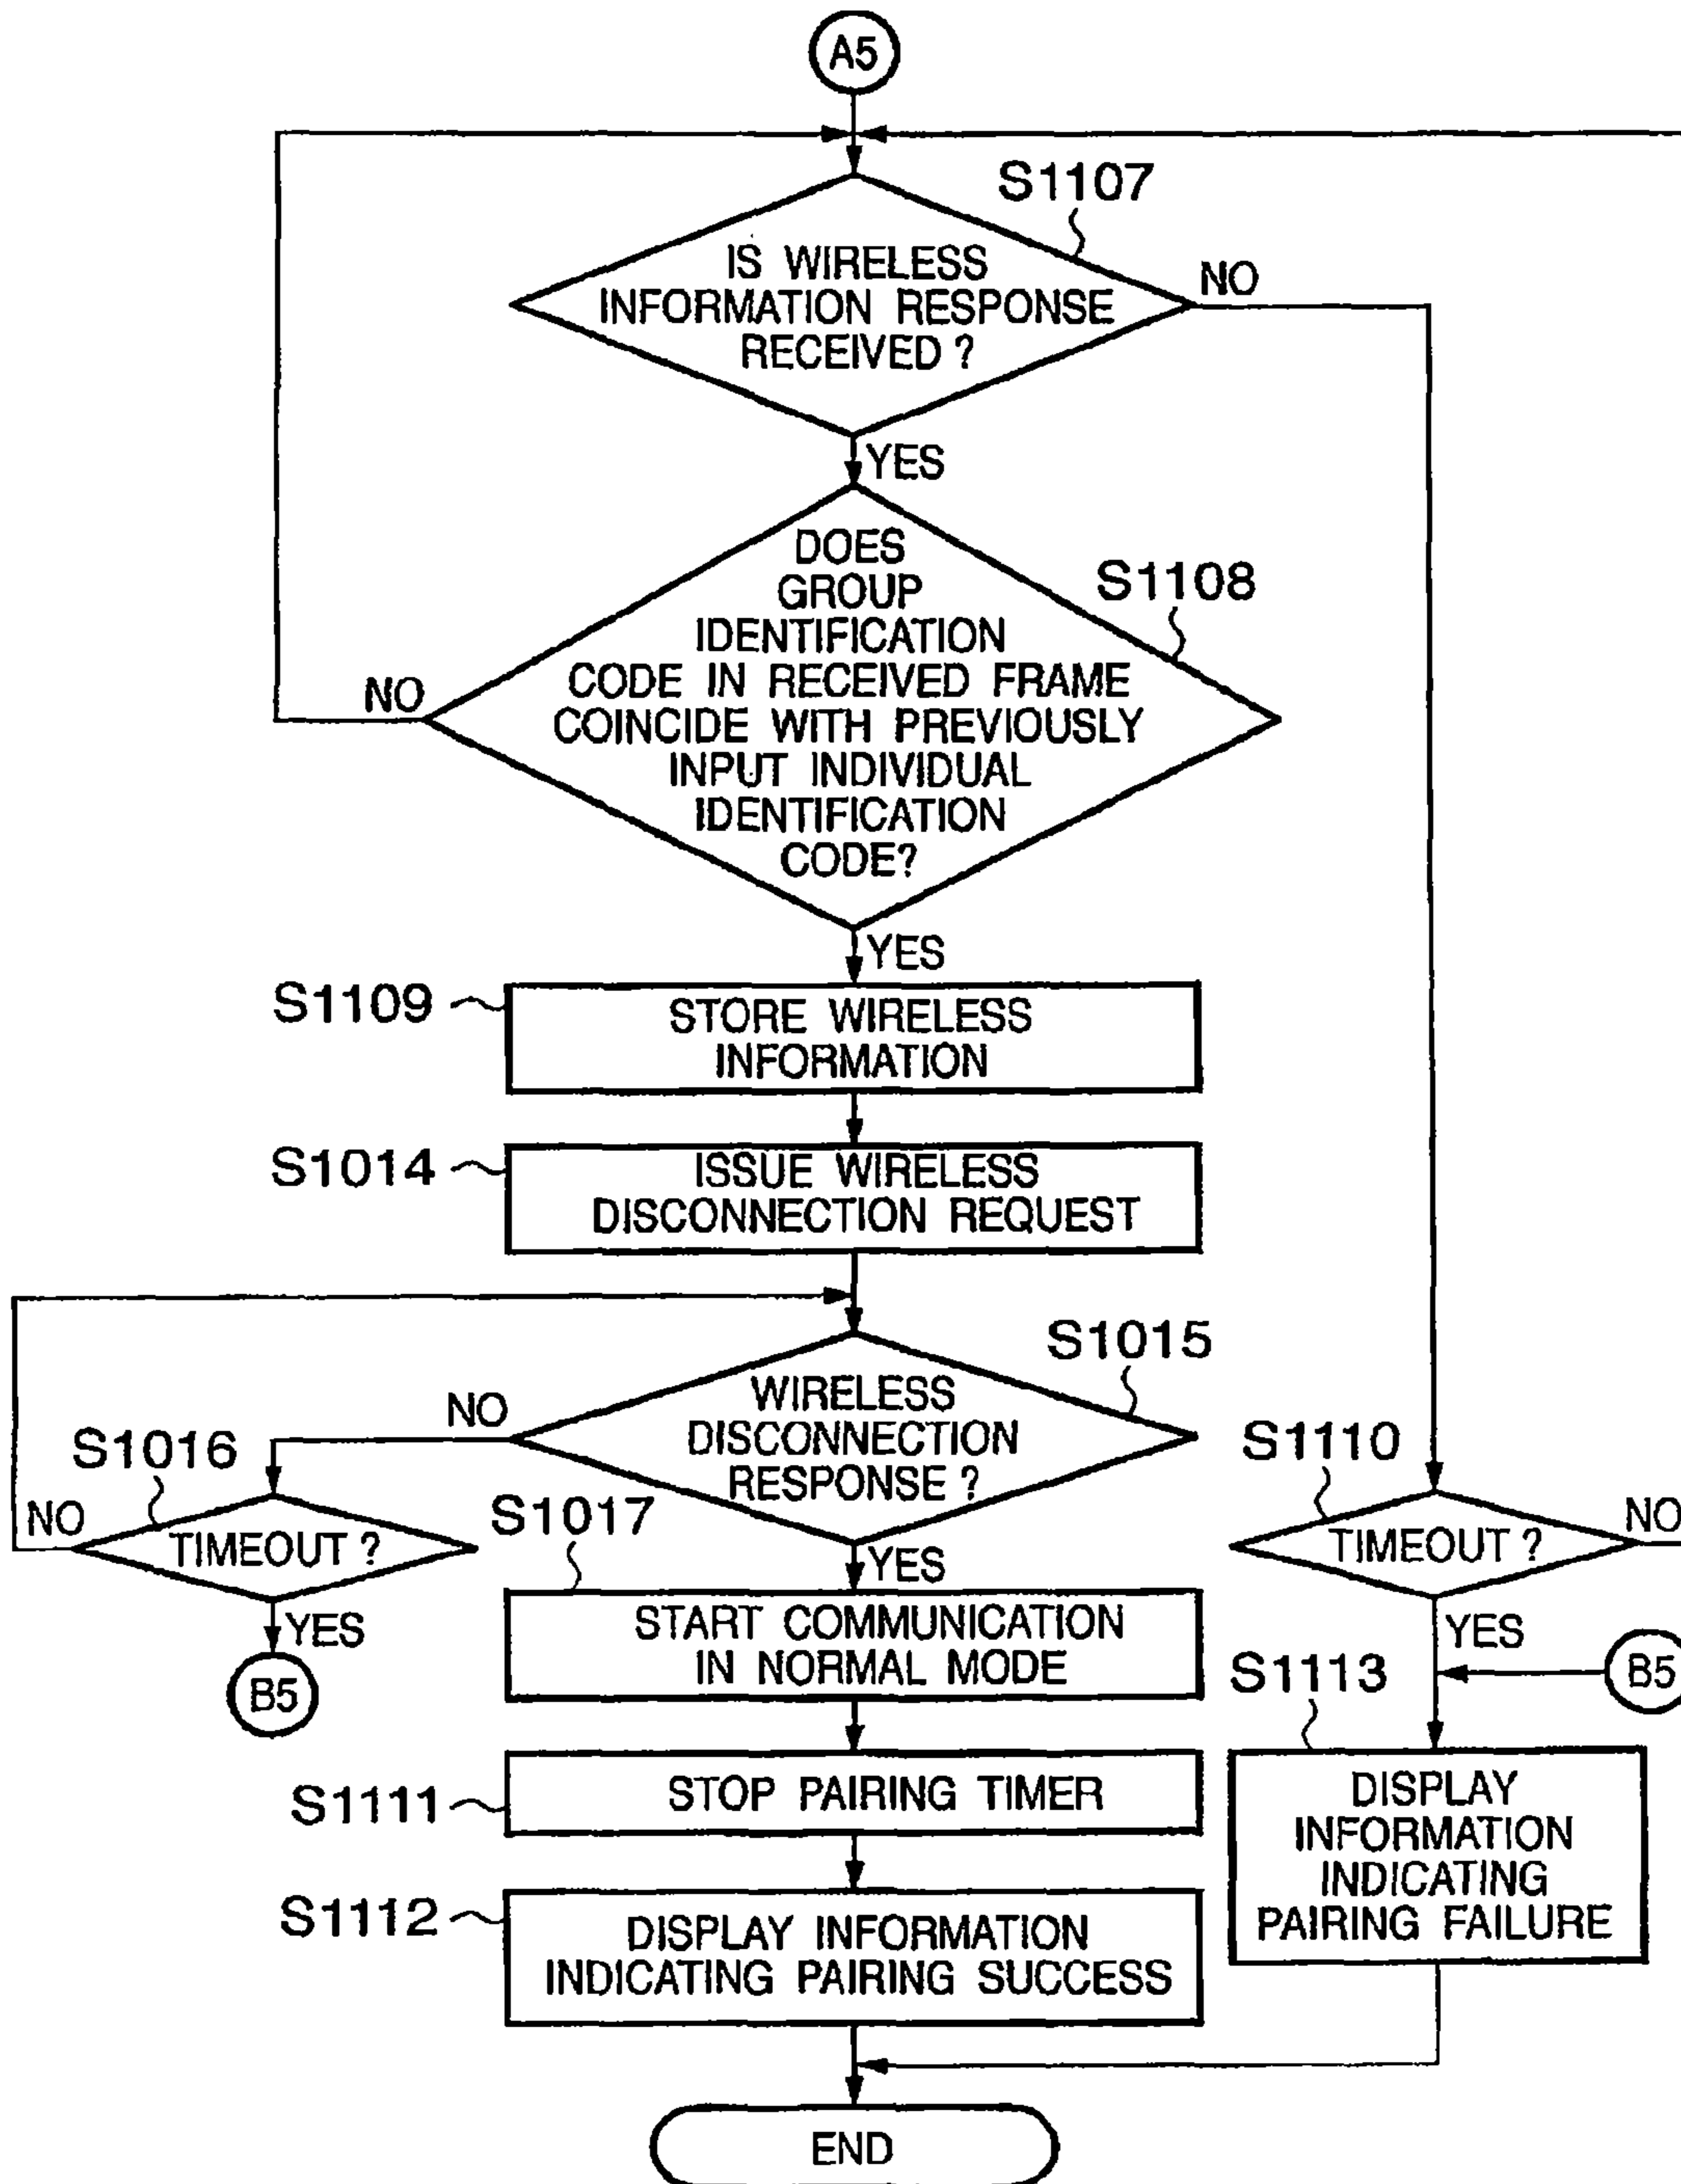 A5
S1107
IS WIRELESS
INFORMATION RESPONSE
RECEIVED ?
NO
YES
DOES
GROUP
IDENTIFICATION
CODE IN RECEIVED FRAME
COINCIDE WITH PREVIOUSLY
INPUT INDIVIDUAL
IDENTIFICATION
CODE?
S1108
NO
YES
S1109
STORE WIRELESS
INFORMATION
S1014
ISSUE WIRELESS
DISCONNECTION REQUEST
S1015
WIRELESS
DISCONNECTION
RESPONSE ?
NO
S1016
TIMEOUT ?
NO
YES
B5
YES
S1017
START COMMUNICATION
IN NORMAL MODE
S1111
STOP PAIRING TIMER
S1112
DISPLAY INFORMATION
INDICATING PAIRING SUCCESS
S1110
TIMEOUT ?
NO
YES
B5
S1113
DISPLAY
INFORMATION
INDICATING
PAIRING FAILURE
END